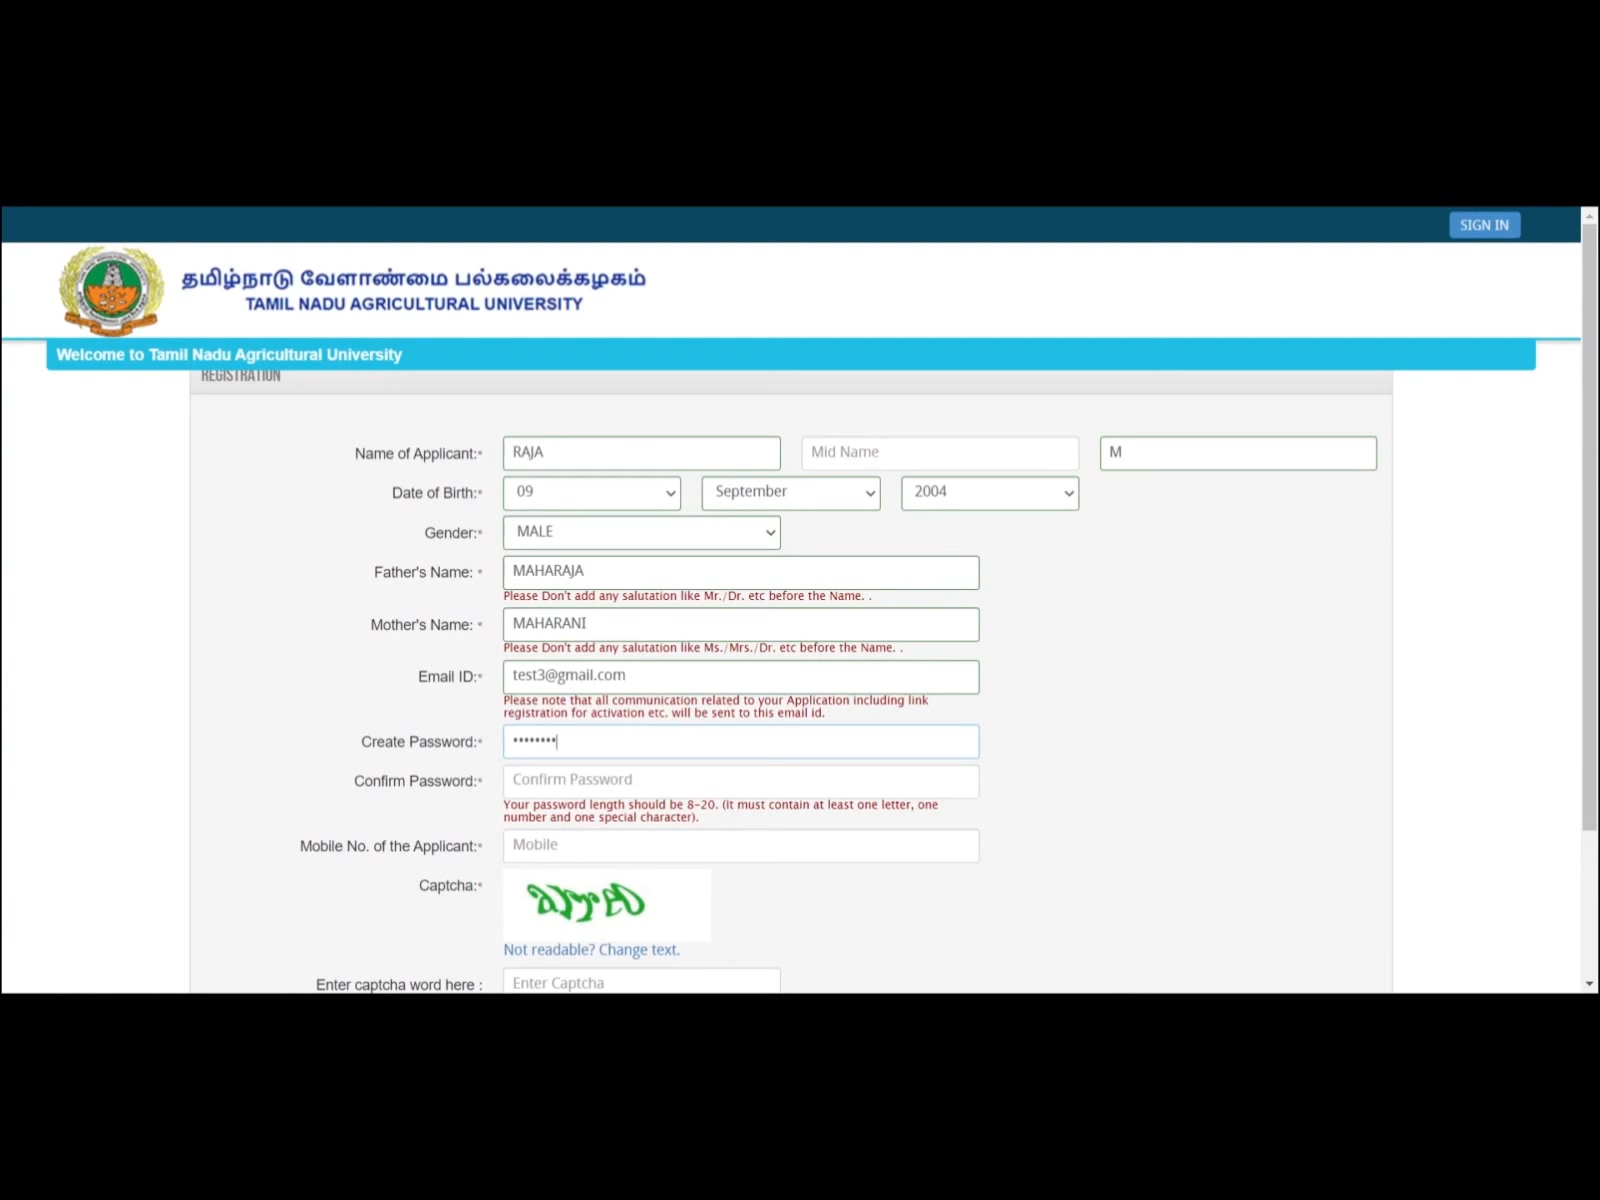 SIGN IN
தமிழ்நாடு வேளாண்மை பல்கலைக்கழகம்
TAMIL NADU AGRICULTURAL UNIVERSITY
Welcome to Tamil Nadu Agricultural University
REGISTRATION
Name of Applicant:* RAJA Mid Name M
Date of Birth:* 09 September 2004
Gender:* MALE
Father's Name: * MAHARAJA
Please Don't add any salutation like Mr./Dr. etc before the Name. .
Mother's Name: * MAHARANI
Please Don't add any salutation like Ms./Mrs./Dr. etc before the Name. .
Email ID:* test3@gmail.com
Please note that all communication related to your Application including link
registration for activation etc. will be sent to this email id.
Create Password:* ••••••••
Confirm Password:* Confirm Password
Your password length should be 8-20. (It must contain at least one letter, one
number and one special character).
Mobile No. of the Applicant:* Mobile
Captcha:*
Not readable? Change text.
Enter captcha word here : Enter Captcha